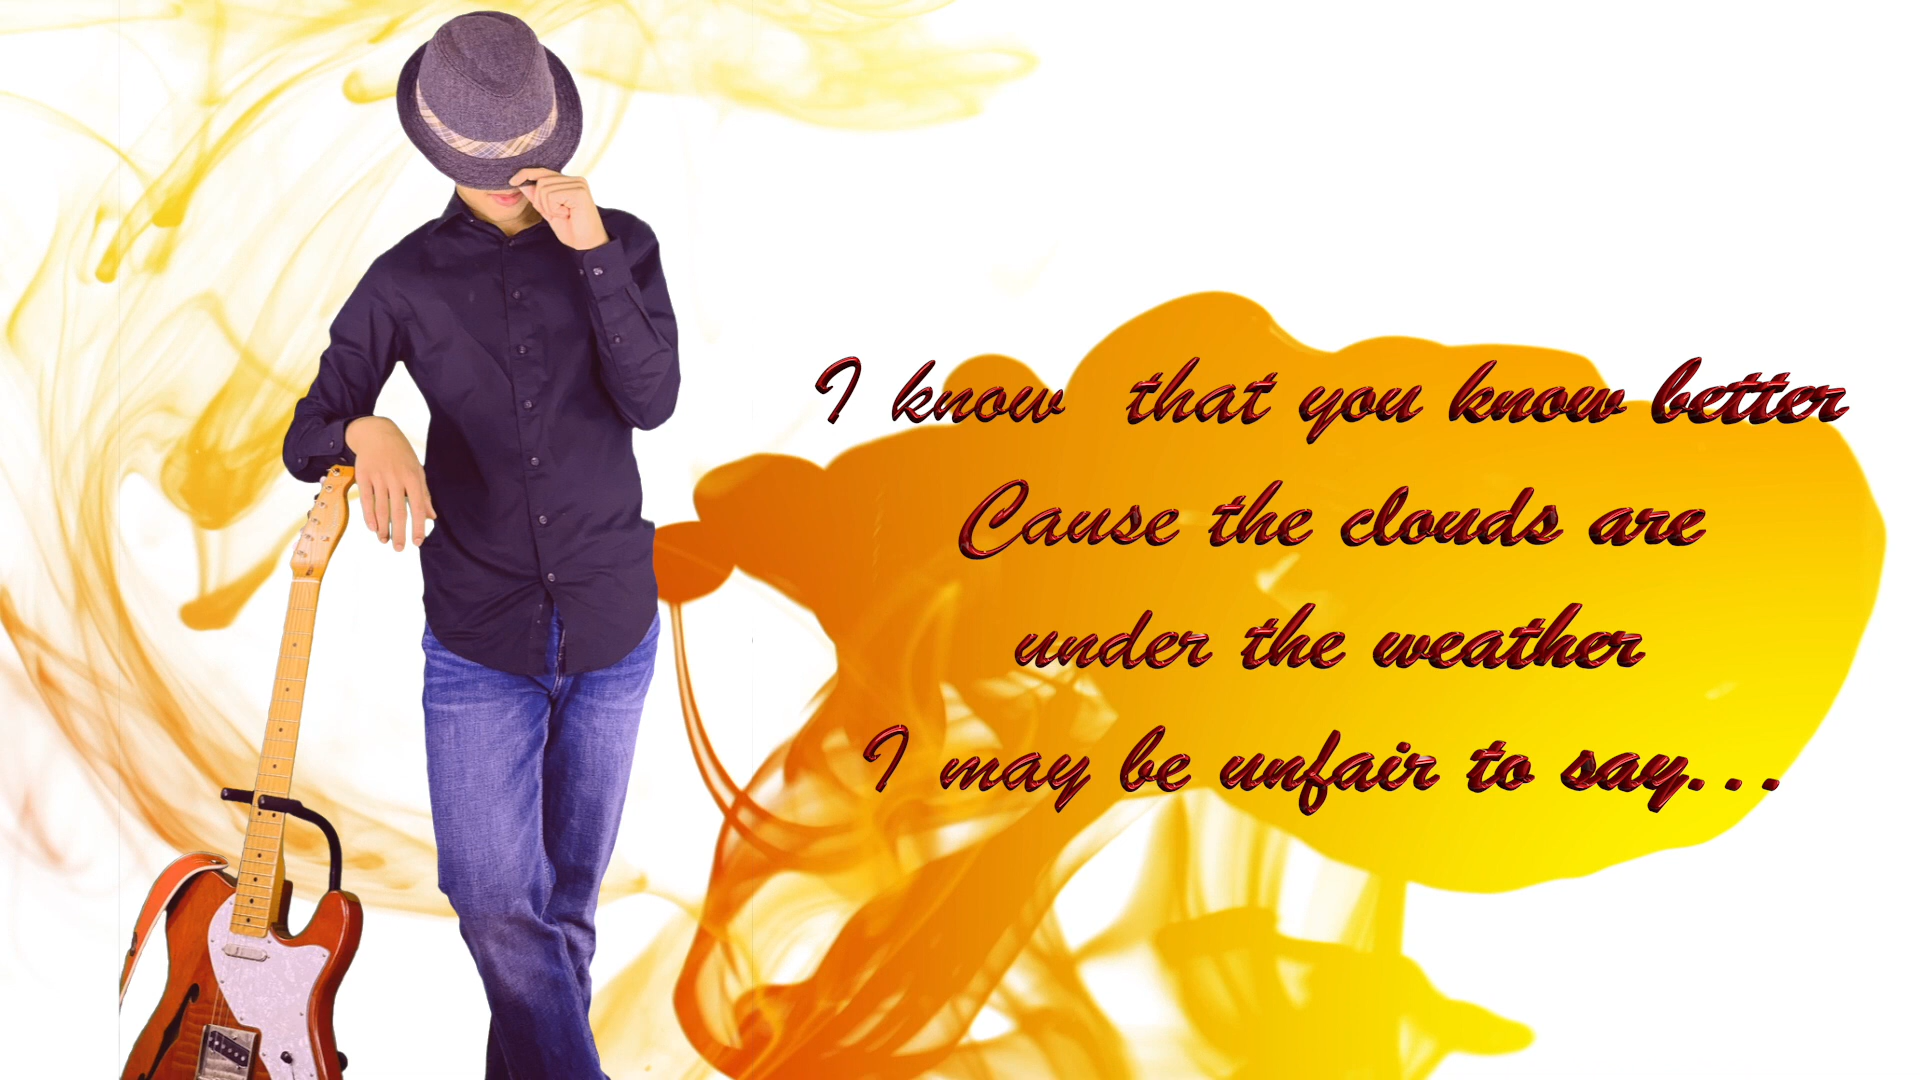 I know that you know better
Cause the clouds are
under the weather
I may be unfair to say...